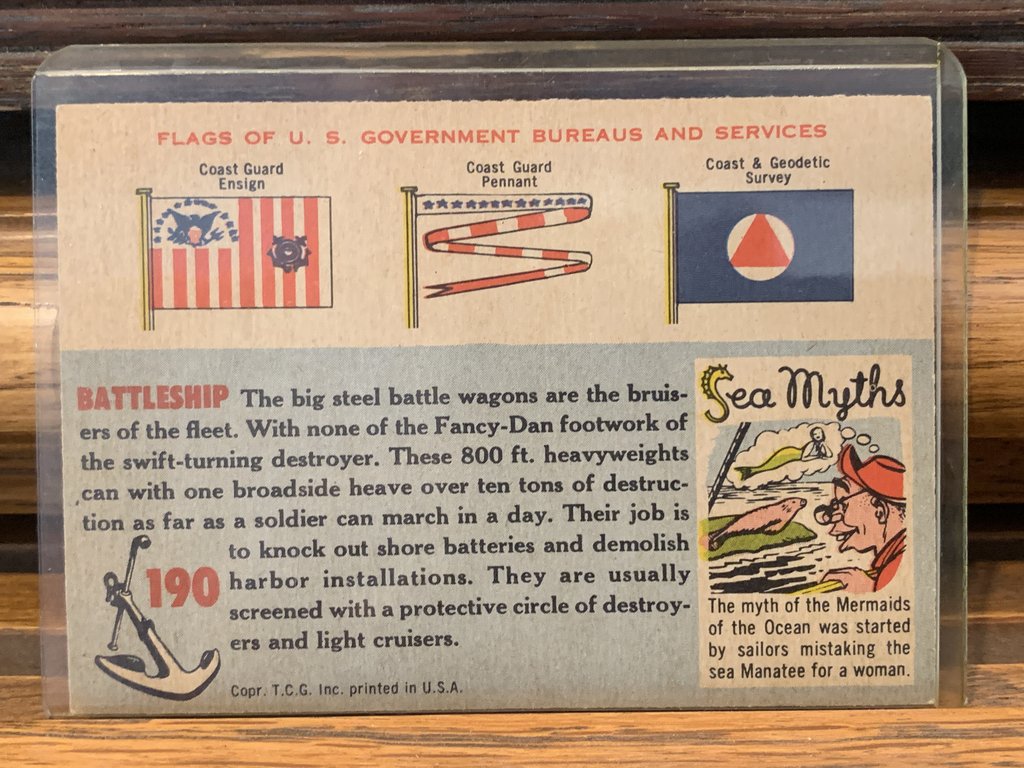 FLAGS OF U. S. GOVERNMENT BUREAUS AND SERVICES
Coast Guard
Ensign
Coast Guard
Pennant
Coast & Geodetic
Survey
BATTLESHIP The big steel battle wagons are the bruis-
ers of the fleet. With none of the Fancy-Dan footwork of
the swift-turning destroyer. These 800 ft. heavyweights
can with one broadside heave over ten tons of destruc-
tion as far as a soldier can march in a day. Their job is
to knock out shore batteries and demolish
harbor installations. They are usually
screened with a protective circle of destroy-
ers and light cruisers.
190
Copr. T.C.G. Inc. printed in U.S.A.
Sea Myths
The myth of the Mermaids
of the Ocean was started
by sailors mistaking the
sea Manatee for a woman.